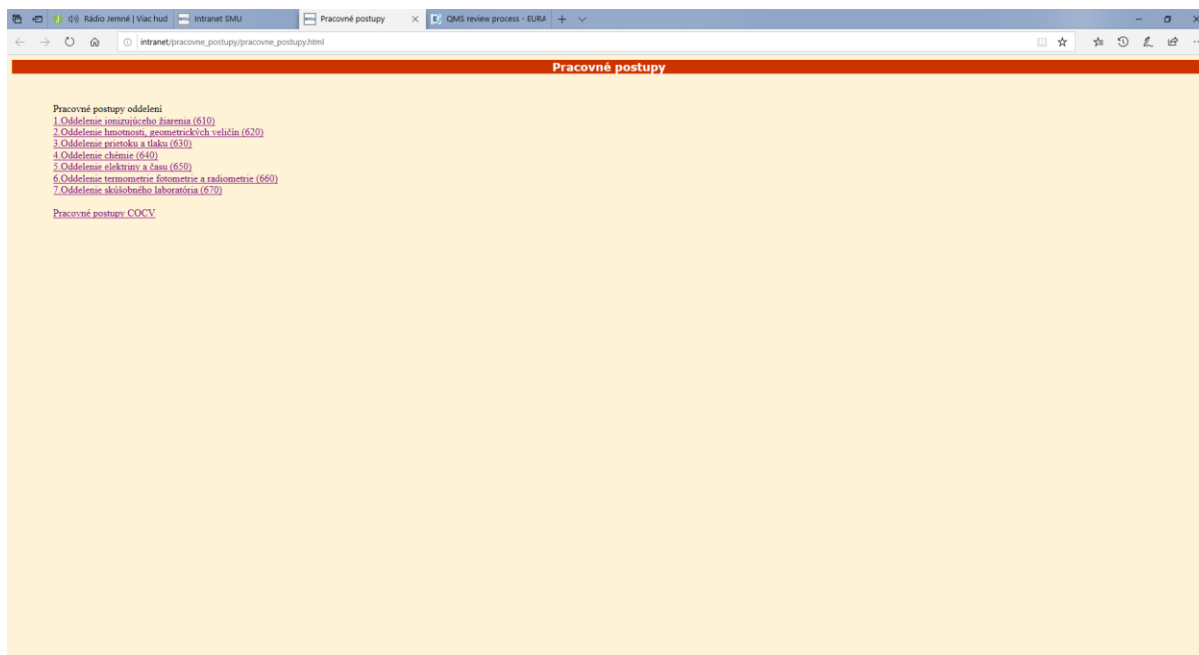 Rádio Jemné | Viac hud
Intranet SMU
Pracovné postupy
QMS review process - EURA
intranet/pracovne_postupy/pracovne_postupy.html
Pracovné postupy
Pracovné postupy oddelení
1.Oddelenie ionizujúceho žiarenia (610)
2.Oddelenie hmotnosti, geometrických veličín (620)
3.Oddelenie prietoku a tlaku (630)
4.Oddelenie chémie (640)
5.Oddelenie elektriny a času (650)
6.Oddelenie termometrie fotometrie a radiometrie (660)
7.Oddelenie skúšobného laboratória (670)
Pracovné postupy COCV